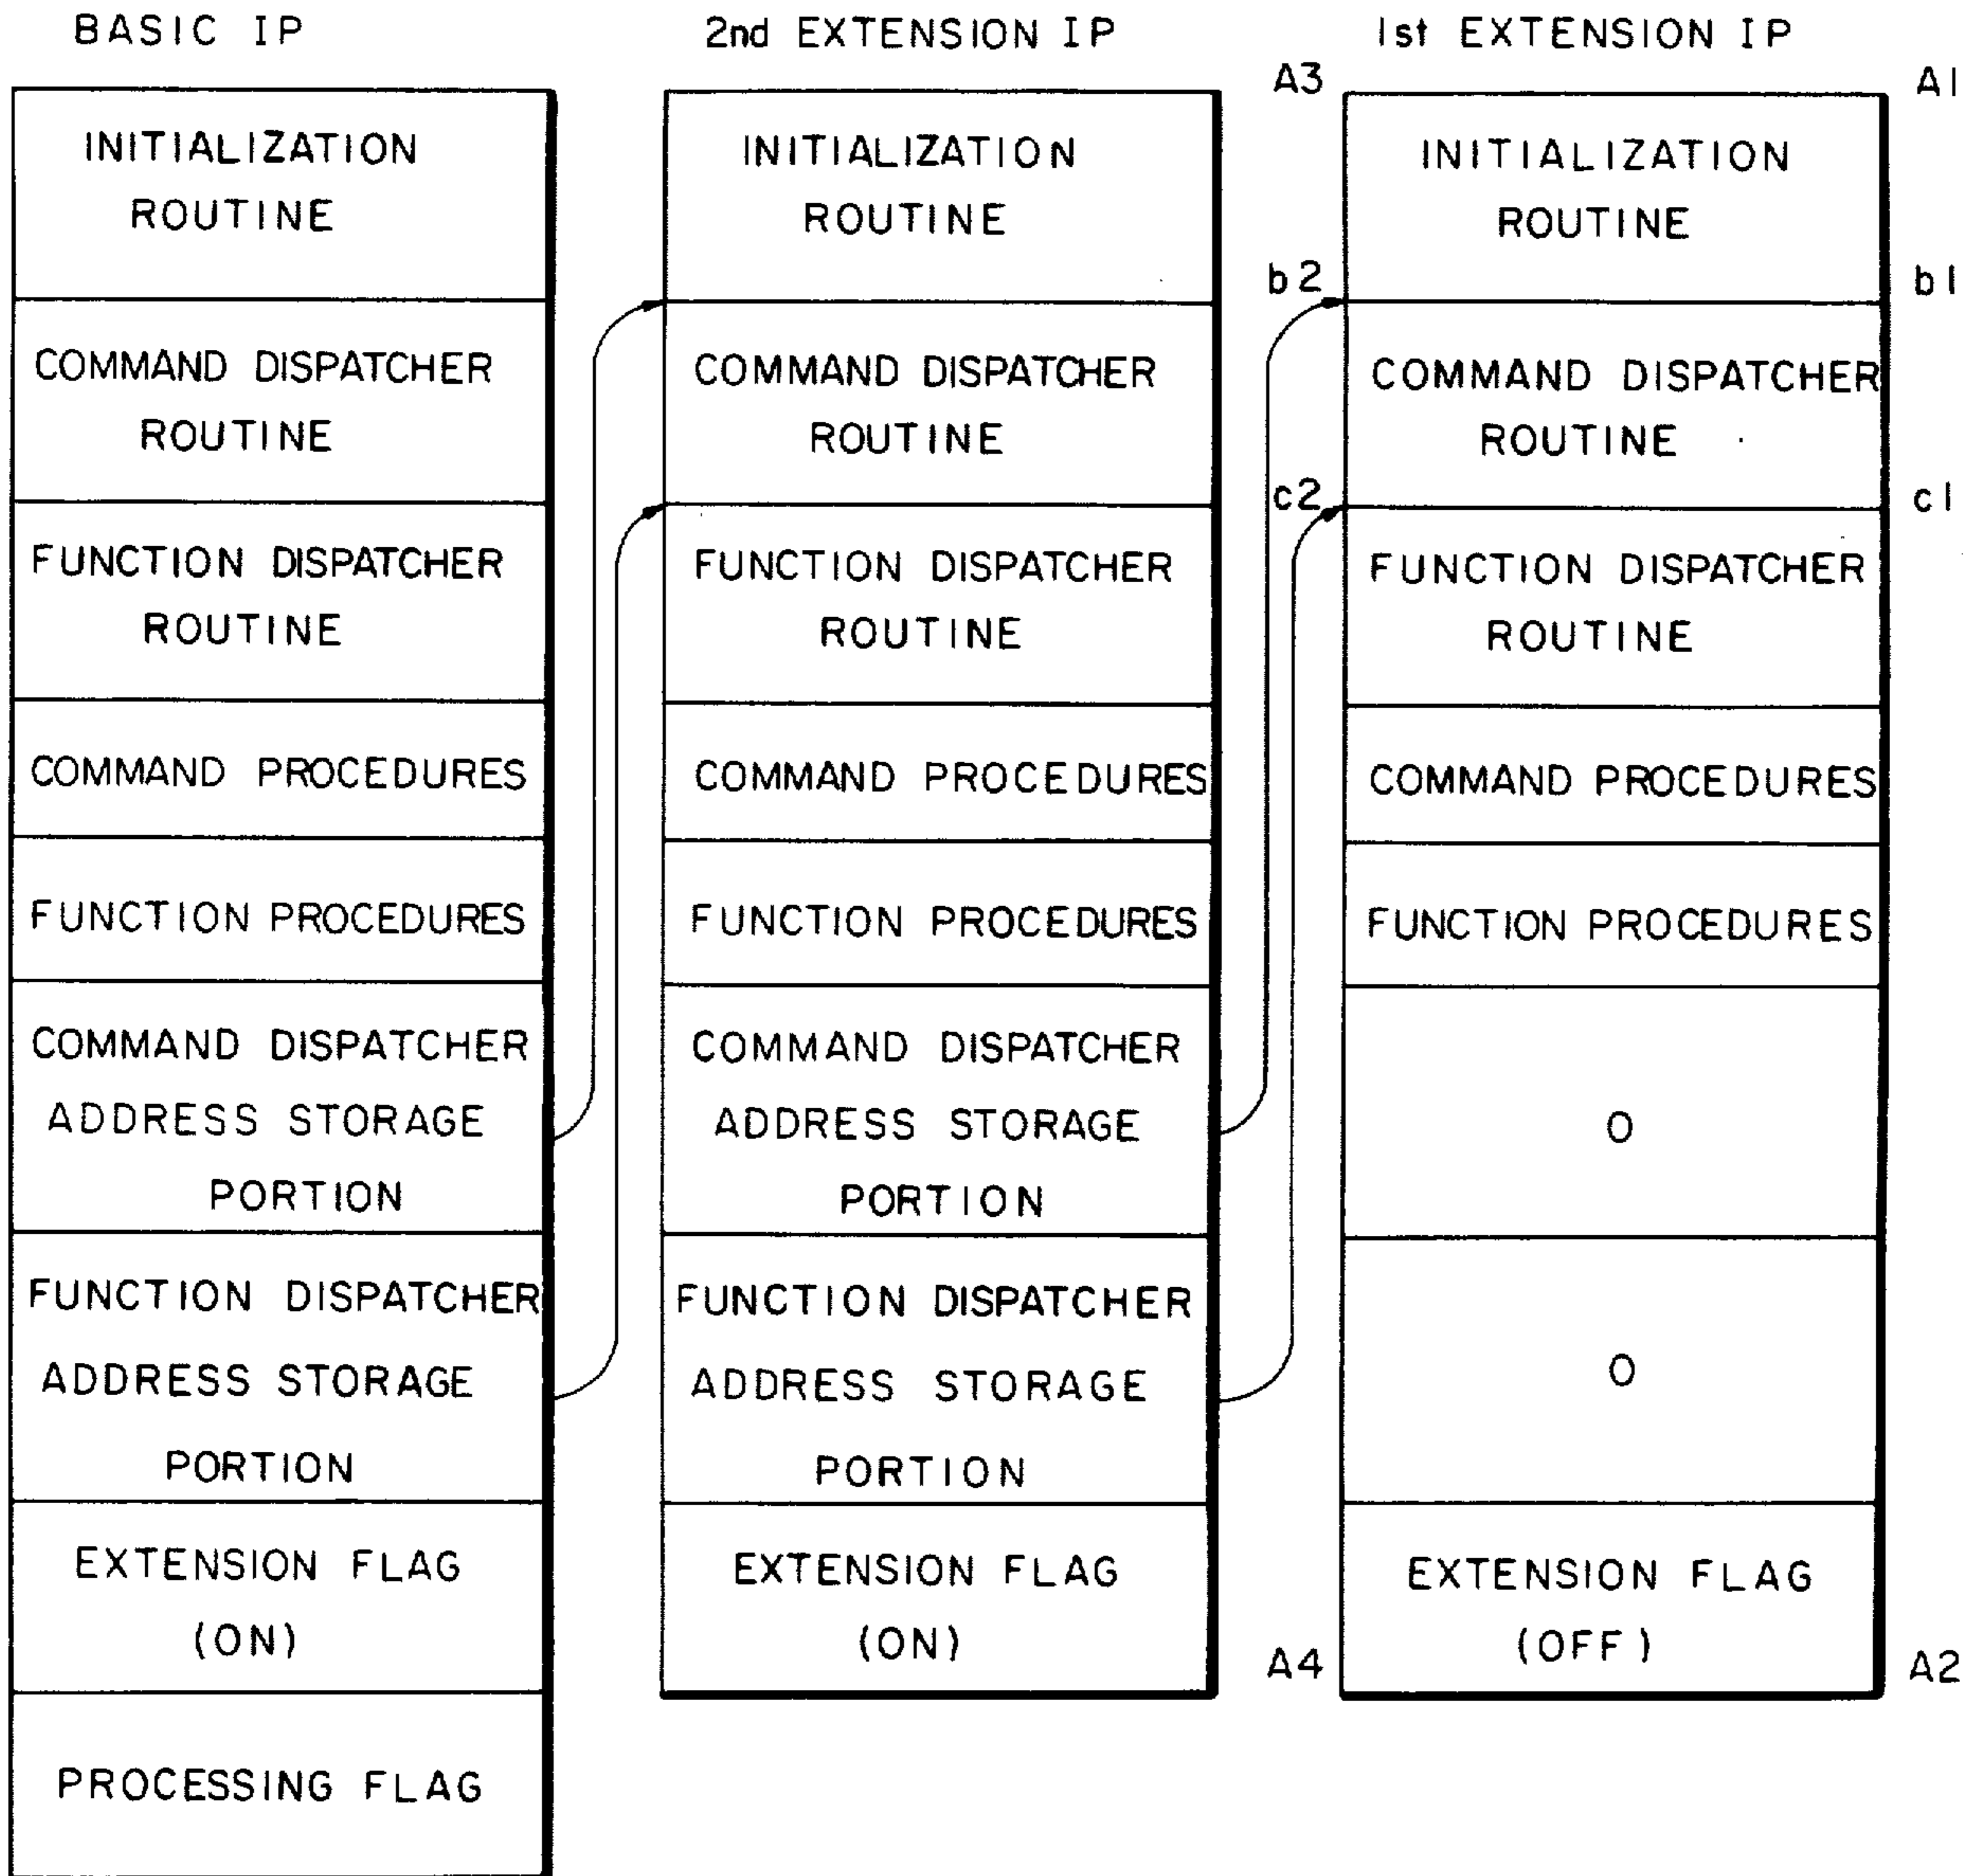 BASIC IP
INITIALIZATION
ROUTINE
COMMAND DISPATCHER
ROUTINE
FUNCTION DISPATCHER
ROUTINE
COMMAND PROCEDURES
FUNCTION PROCEDURES
COMMAND DISPATCHER
ADDRESS STORAGE
PORTION
FUNCTION DISPATCHER
ADDRESS STORAGE
PORTION
EXTENSION FLAG
(ON)
PROCESSING FLAG
2nd EXTENSION IP
A3
INITIALIZATION
ROUTINE
b2
COMMAND DISPATCHER
ROUTINE
c2
FUNCTION DISPATCHER
ROUTINE
COMMAND PROCEDURES
FUNCTION PROCEDURES
COMMAND DISPATCHER
ADDRESS STORAGE
PORTION
FUNCTION DISPATCHER
ADDRESS STORAGE
PORTION
EXTENSION FLAG
(ON)
A4
1st EXTENSION IP
A1
INITIALIZATION
ROUTINE
b1
COMMAND DISPATCHER
ROUTINE
c1
FUNCTION DISPATCHER
ROUTINE
COMMAND PROCEDURES
FUNCTION PROCEDURES
0
0
EXTENSION FLAG
(OFF)
A2